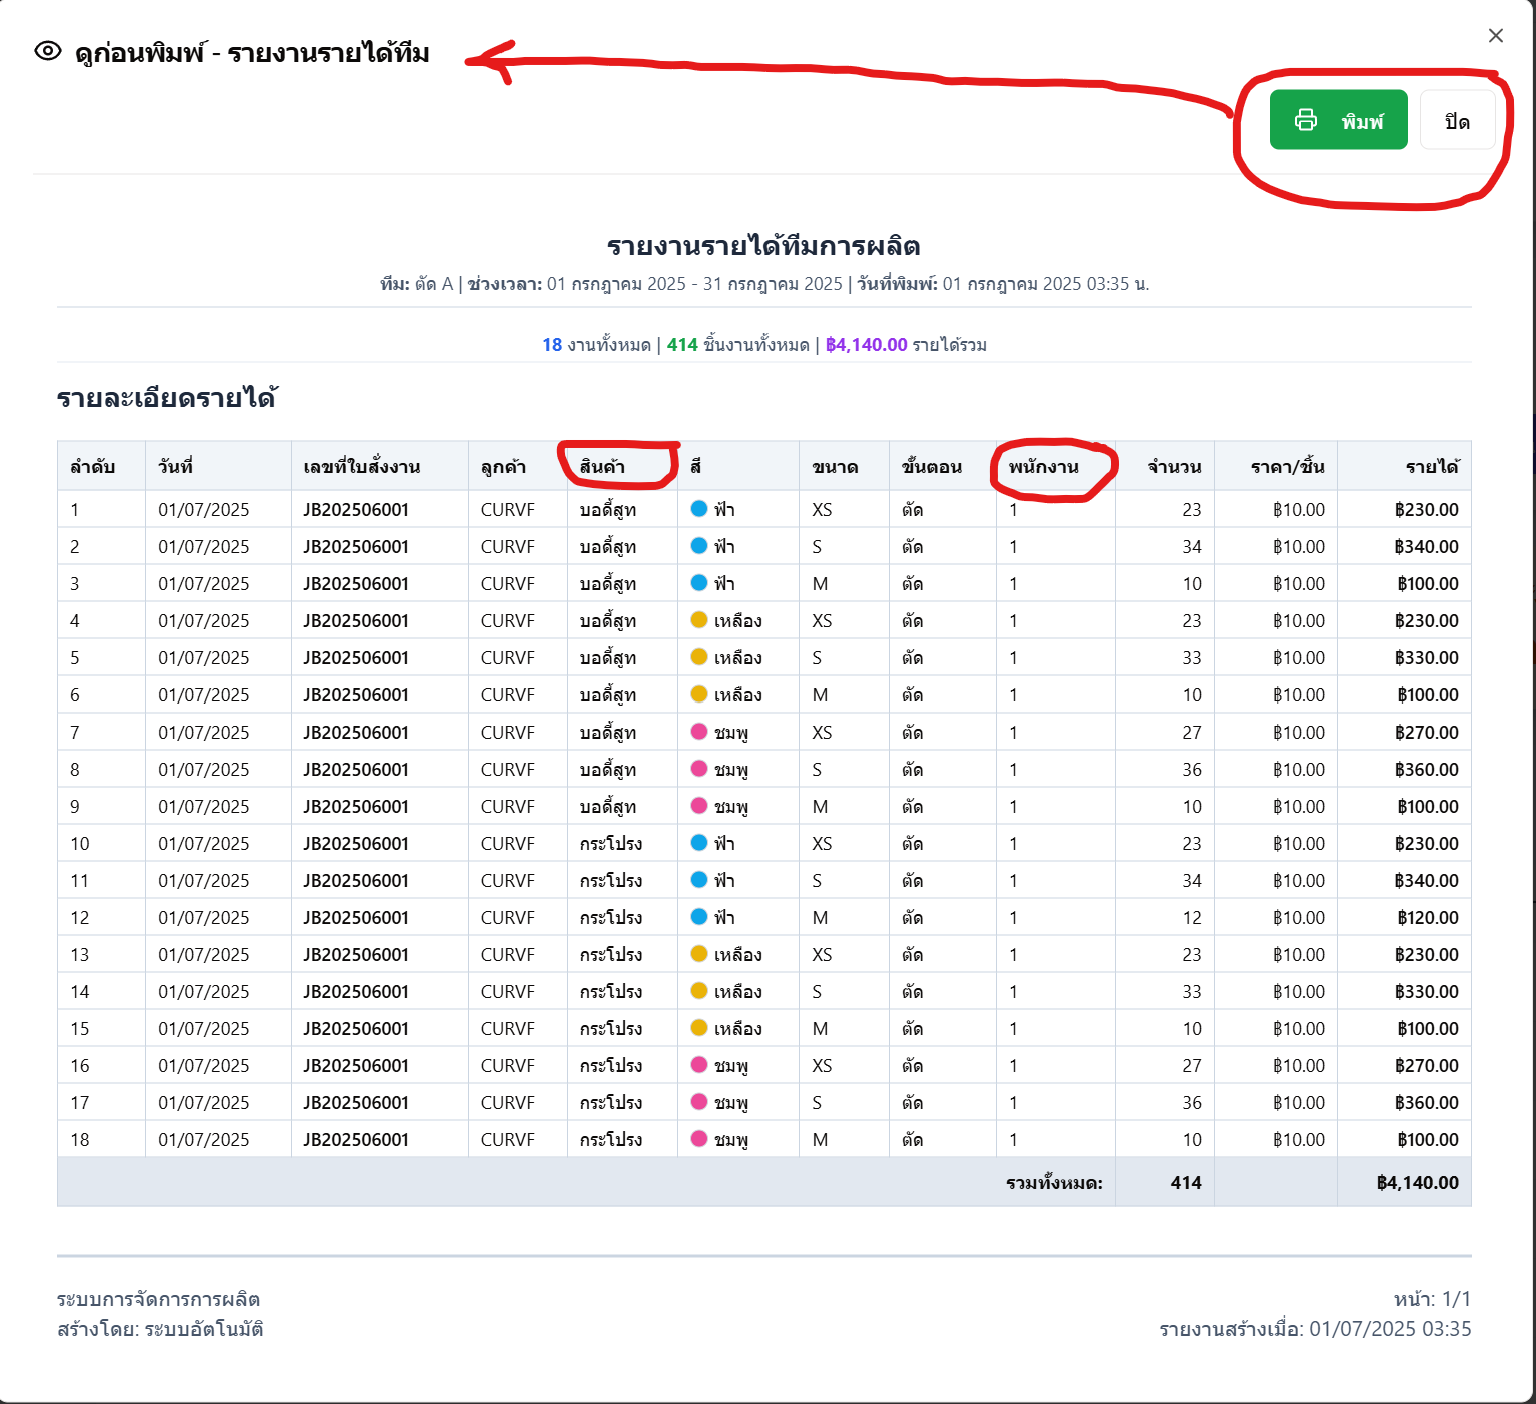 ดูก่อนพิมพ์ - รายงานรายได้ทีม
พิมพ์ ปิด
รายงานรายได้ทีมการผลิต
ทีม: ตัด A | ช่วงเวลา: 01 กรกฎาคม 2025 - 31 กรกฎาคม 2025 | วันที่พิมพ์: 01 กรกฎาคม 2025 03:35 น.
18 งานทั้งหมด | 414 ชิ้นงานทั้งหมด | ฿4,140.00 รายได้รวม
รายละเอียดรายได้
ลำดับ วันที่ เลขที่ใบสั่งงาน ลูกค้า สินค้า สี ขนาด ขั้นตอน พนักงาน จำนวน ราคา/ชิ้น รายได้
1 01/07/2025 JB202506001 CURVF บอดี้สูท ฟ้า XS ตัด 1 23 ฿10.00 ฿230.00
2 01/07/2025 JB202506001 CURVF บอดี้สูท ฟ้า S ตัด 1 34 ฿10.00 ฿340.00
3 01/07/2025 JB202506001 CURVF บอดี้สูท ฟ้า M ตัด 1 10 ฿10.00 ฿100.00
4 01/07/2025 JB202506001 CURVF บอดี้สูท เหลือง XS ตัด 1 23 ฿10.00 ฿230.00
5 01/07/2025 JB202506001 CURVF บอดี้สูท เหลือง S ตัด 1 33 ฿10.00 ฿330.00
6 01/07/2025 JB202506001 CURVF บอดี้สูท เหลือง M ตัด 1 10 ฿10.00 ฿100.00
7 01/07/2025 JB202506001 CURVF บอดี้สูท ชมพู XS ตัด 1 27 ฿10.00 ฿270.00
8 01/07/2025 JB202506001 CURVF บอดี้สูท ชมพู S ตัด 1 36 ฿10.00 ฿360.00
9 01/07/2025 JB202506001 CURVF บอดี้สูท ชมพู M ตัด 1 10 ฿10.00 ฿100.00
10 01/07/2025 JB202506001 CURVF กระโปรง ฟ้า XS ตัด 1 23 ฿10.00 ฿230.00
11 01/07/2025 JB202506001 CURVF กระโปรง ฟ้า S ตัด 1 34 ฿10.00 ฿340.00
12 01/07/2025 JB202506001 CURVF กระโปรง ฟ้า M ตัด 1 12 ฿10.00 ฿120.00
13 01/07/2025 JB202506001 CURVF กระโปรง เหลือง XS ตัด 1 23 ฿10.00 ฿230.00
14 01/07/2025 JB202506001 CURVF กระโปรง เหลือง S ตัด 1 33 ฿10.00 ฿330.00
15 01/07/2025 JB202506001 CURVF กระโปรง เหลือง M ตัด 1 10 ฿10.00 ฿100.00
16 01/07/2025 JB202506001 CURVF กระโปรง ชมพู XS ตัด 1 27 ฿10.00 ฿270.00
17 01/07/2025 JB202506001 CURVF กระโปรง ชมพู S ตัด 1 36 ฿10.00 ฿360.00
18 01/07/2025 JB202506001 CURVF กระโปรง ชมพู M ตัด 1 10 ฿10.00 ฿100.00
รวมทั้งหมด: 414 ฿4,140.00
ระบบการจัดการการผลิต หน้า: 1/1
สร้างโดย: ระบบอัตโนมัติ รายงานสร้างเมื่อ: 01/07/2025 03:35